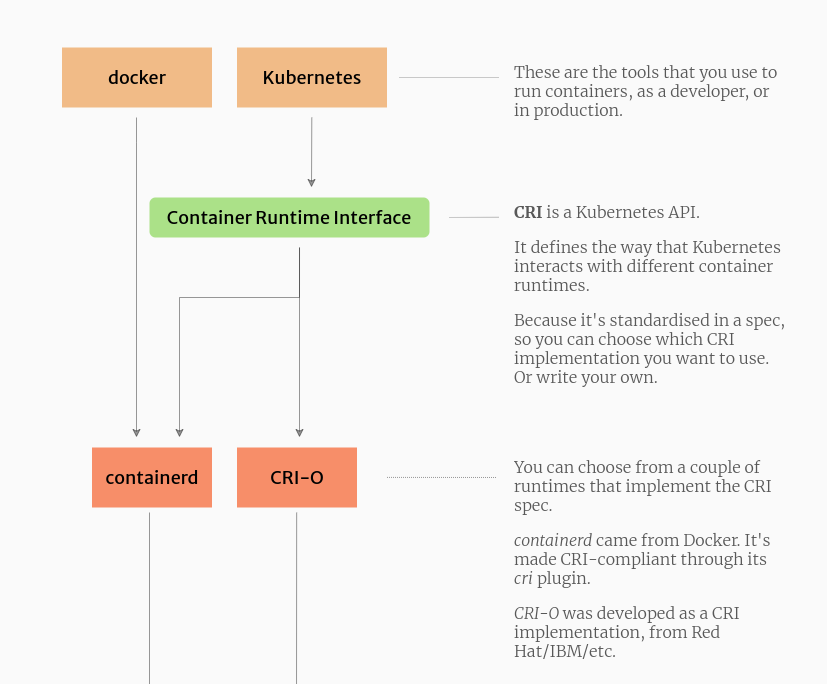 docker
Kubernetes
These are the tools that you use to
run containers, as a developer, or
in production.
Container Runtime Interface
CRI is a Kubernetes API.
It defines the way that Kubernetes
interacts with different container
runtimes.
Because it's standardised in a spec,
so you can choose which CRI
implementation you want to use.
Or write your own.
containerd
CRI-O
You can choose from a couple of
runtimes that implement the CRI
spec.
containerd came from Docker. It's
made CRI-compliant through its
cri plugin.
CRI-O was developed as a CRI
implementation, from Red
Hat/IBM/etc.